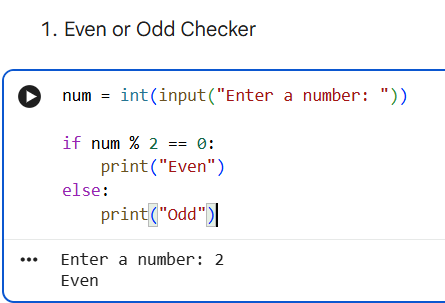 1. Even or Odd Checker
num = int(input("Enter a number: "))
if num % 2 == 0:
    print("Even")
else:
    print("Odd")
Enter a number: 2
Even